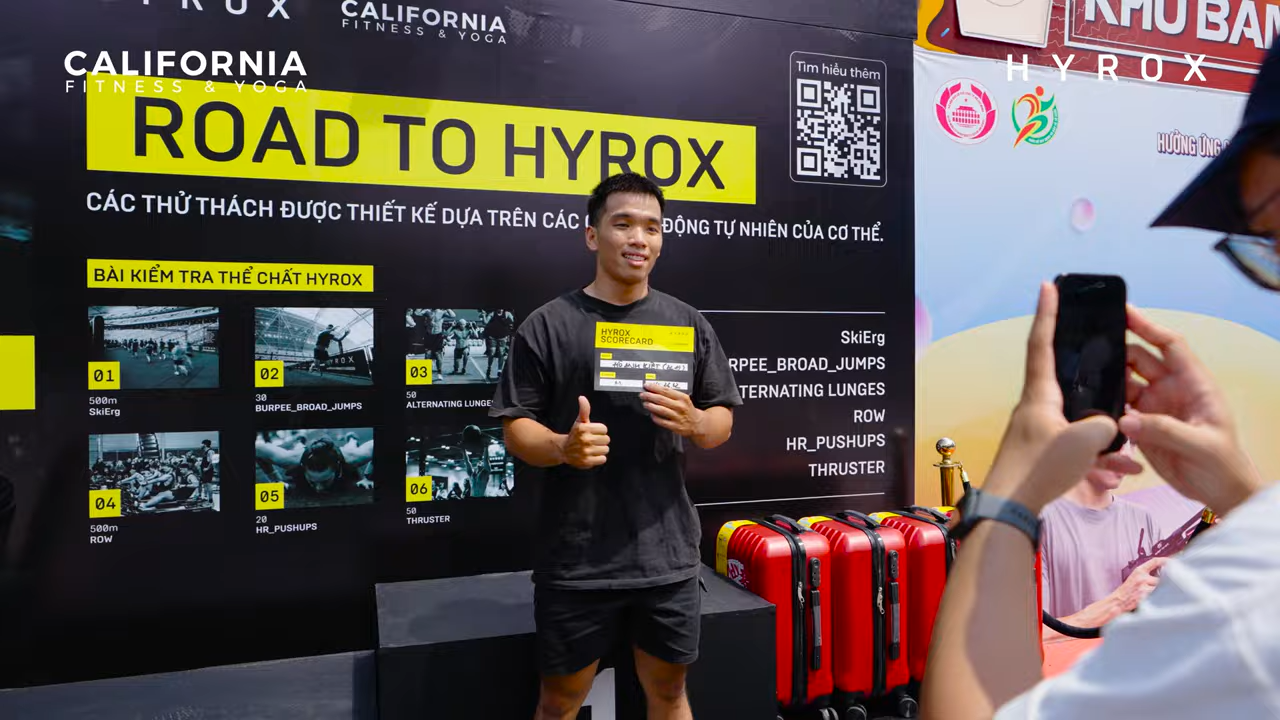 CALIFORNIA
FITNESS & YOGA
CALIFORNIA
FITNESS & YOGA
HYROX
ROAD TO HYROX
CÁC THỬ THÁCH ĐƯỢC THIẾT KẾ DỰA TRÊN CÁC ĐỘNG TỰ NHIÊN CỦA CƠ THỂ.
Tìm hiểu thêm
BÀI KIỂM TRA THỂ CHẤT HYROX
01
500m
SkiErg
02
30
BURPEE_BROAD_JUMPS
03
50
ALTERNATING LUNGES
04
500m
ROW
05
20
HR_PUSHUPS
06
50
THRUSTER
SkiErg
RPEE_BROAD_JUMPS
TERNATING LUNGES
ROW
HR_PUSHUPS
THRUSTER
HYROX
SCORECARD
KHU BAN
HƯỞNG ỨNG